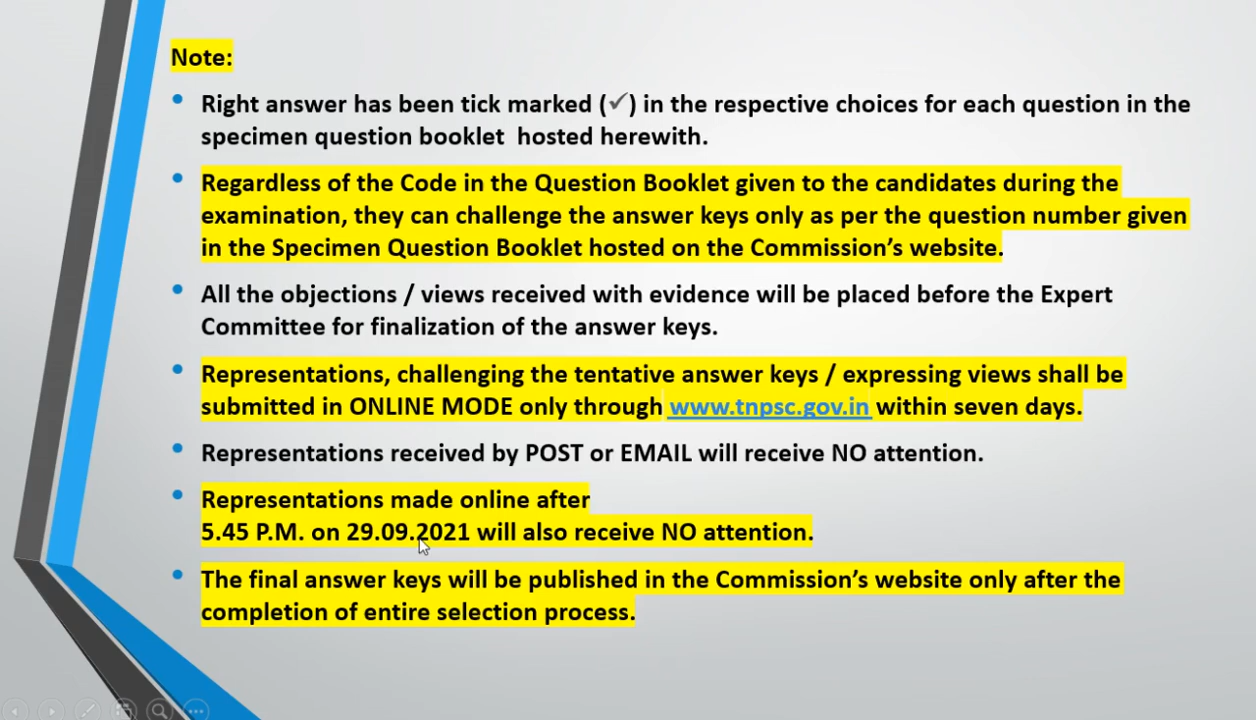 Note:
• Right answer has been tick marked (✓) in the respective choices for each question in the
specimen question booklet hosted herewith.
• Regardless of the Code in the Question Booklet given to the candidates during the
examination, they can challenge the answer keys only as per the question number given
in the Specimen Question Booklet hosted on the Commission's website.
• All the objections / views received with evidence will be placed before the Expert
Committee for finalization of the answer keys.
• Representations, challenging the tentative answer keys / expressing views shall be
submitted in ONLINE MODE only through www.tnpsc.gov.in within seven days.
• Representations received by POST or EMAIL will receive NO attention.
• Representations made online after
5.45 P.M. on 29.09.2021 will also receive NO attention.
• The final answer keys will be published in the Commission's website only after the
completion of entire selection process.